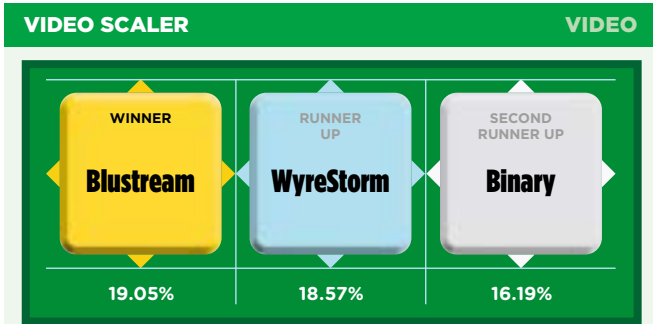 VIDEO SCALER
VIDEO
WINNER
Blustream
19.05%
RUNNER
UP
WyreStorm
18.57%
SECOND
RUNNER UP
Binary
16.19%